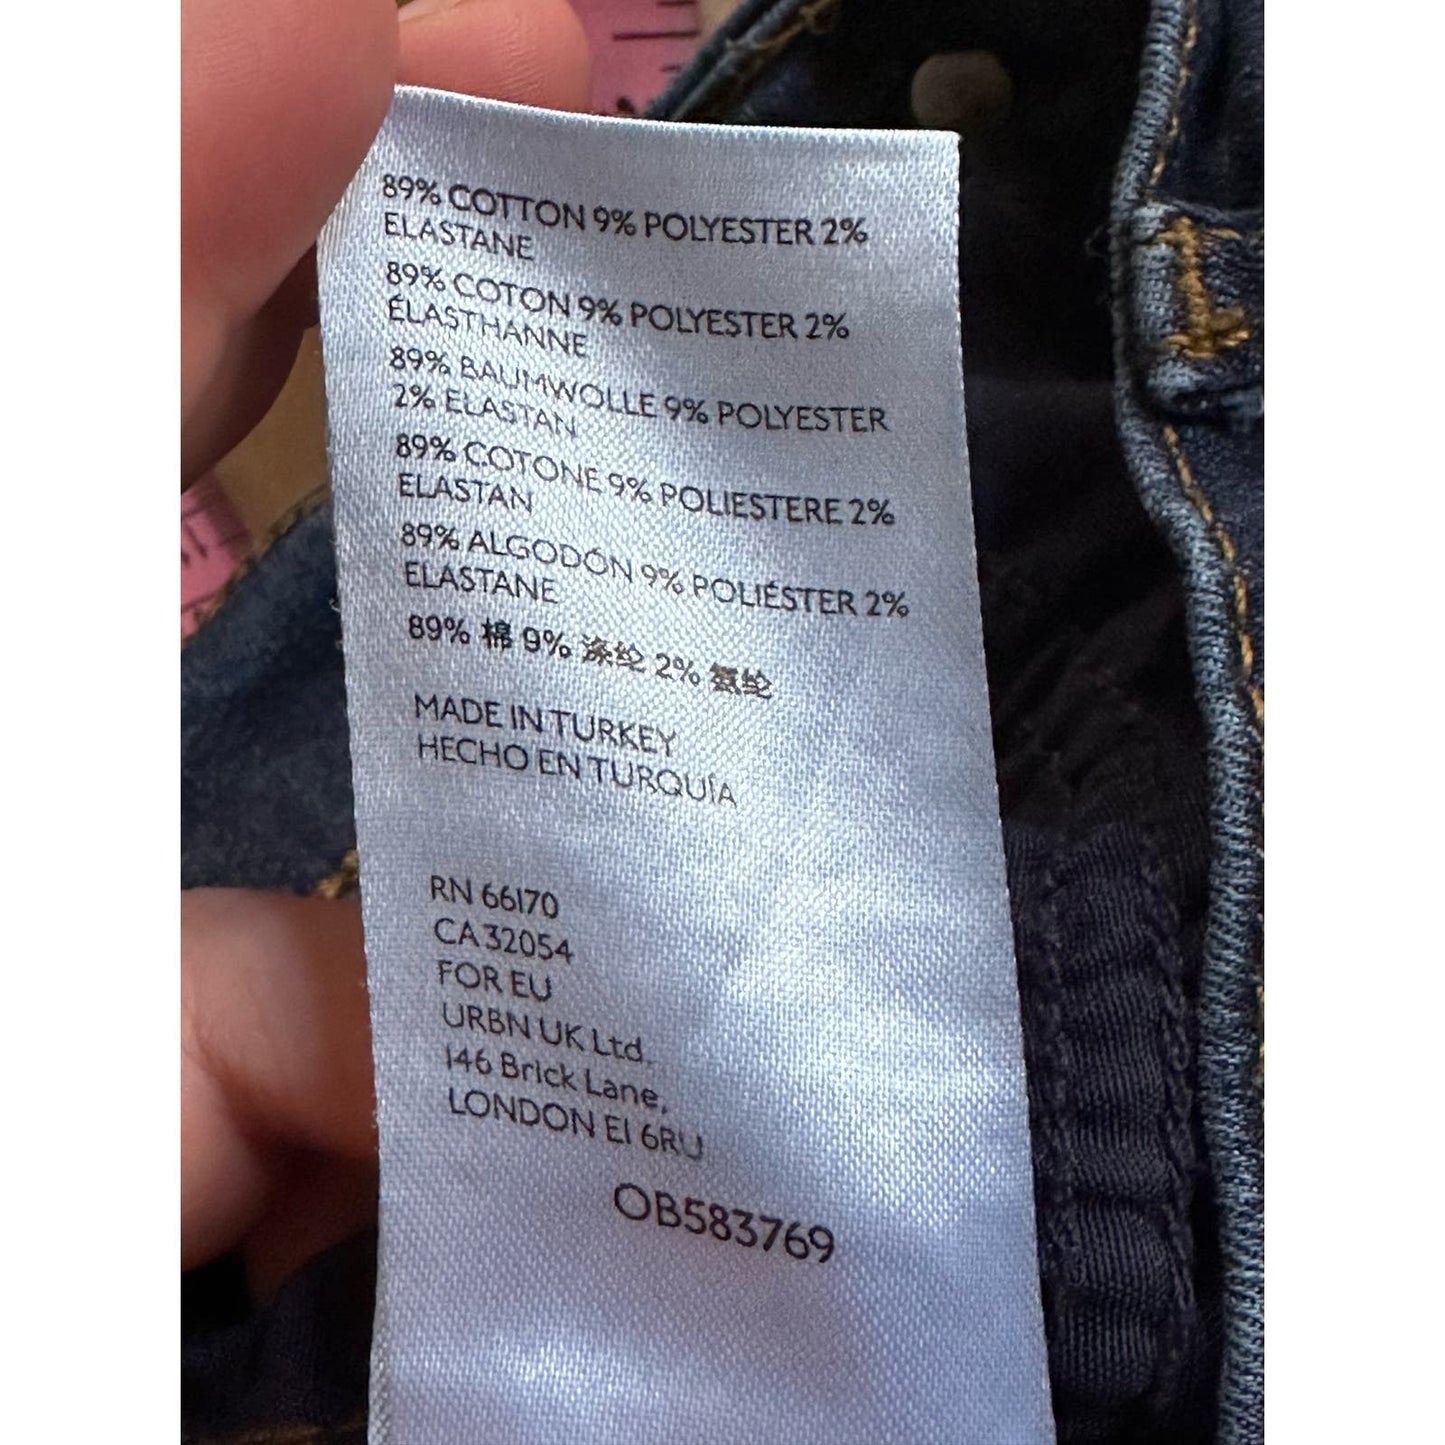 89% COTTON 9% POLYESTER 2%
ELASTANE
89% COTON 9% POLYESTER 2%
ÉLASTHANNE
89% BAUMWOLLE 9% POLYESTER
2% ELASTAN
89% COTONE 9% POLIESTERE 2%
ELASTAN
89% ALGODÓN 9% POLIÉSTER 2%
ELASTANE
89% 棉 9% 涤纶 2% 氨纶
MADE IN TURKEY
HECHO EN TURQUÍA
RN 66170
CA 32054
FOR EU
URBN UK Ltd.
146 Brick Lane,
LONDON E1 6RU
OB583769